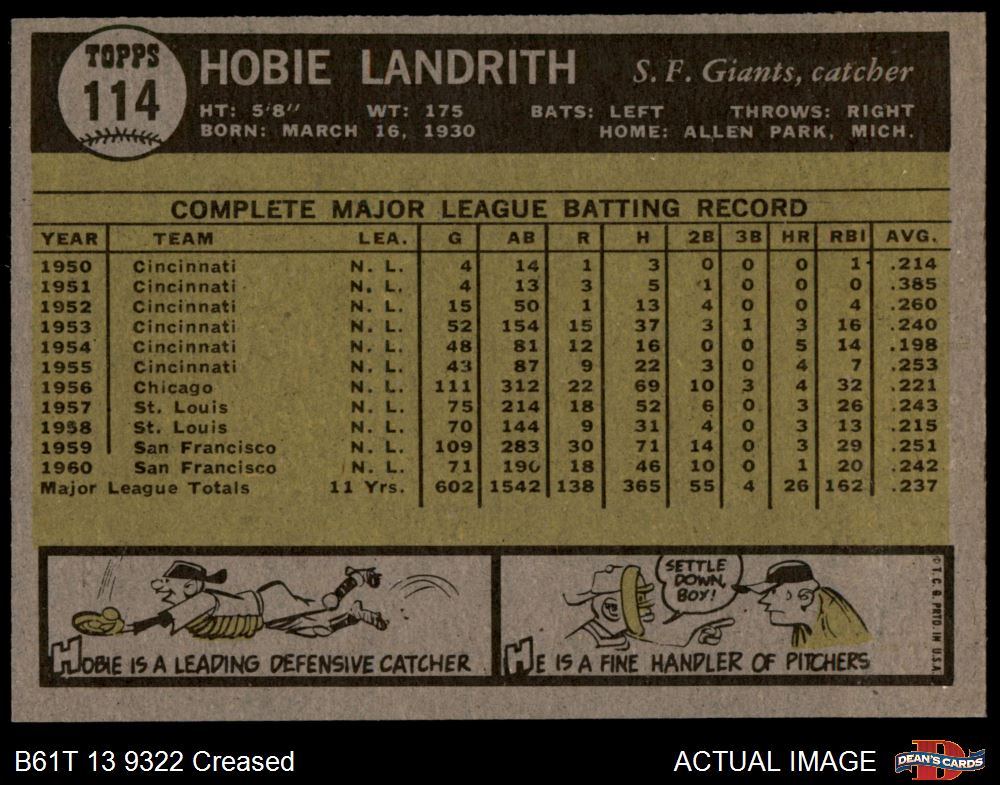 TOPPS
114
HOBIE LANDRITH S. F. Giants, catcher
HT: 5'8" WT: 175 BATS: LEFT THROWS: RIGHT
BORN: MARCH 16, 1930 HOME: ALLEN PARK, MICH.
COMPLETE MAJOR LEAGUE BATTING RECORD
YEAR TEAM LEA. G AB R H 2B 3B HR RBI AVG.
1950 Cincinnati N. L. 4 14 1 3 0 0 0 1 .214
1951 Cincinnati N. L. 4 13 3 5 1 0 0 0 .385
1952 Cincinnati N. L. 15 50 1 13 4 0 0 4 .260
1953 Cincinnati N. L. 52 154 15 37 3 1 3 16 .240
1954 Cincinnati N. L. 48 81 12 16 0 0 5 14 .198
1955 Cincinnati N. L. 43 87 9 22 3 0 4 7 .253
1956 Chicago N. L. 111 312 22 69 10 3 4 32 .221
1957 St. Louis N. L. 75 214 18 52 6 0 3 26 .243
1958 St. Louis N. L. 70 144 9 31 4 0 3 13 .215
1959 San Francisco N. L. 109 283 30 71 14 0 3 29 .251
1960 San Francisco N. L. 71 190 18 46 10 0 1 20 .242
Major League Totals 11 Yrs. 602 1542 138 365 55 4 26 162 .237
SETTLE
DOWN,
BOY!
HOBIE IS A LEADING DEFENSIVE CATCHER
HE IS A FINE HANDLER OF PITCHERS
© T. C. G. PRTD. IN U.S.A.
B61T 13 9322 Creased ACTUAL IMAGE
D
DEAN'S CARDS